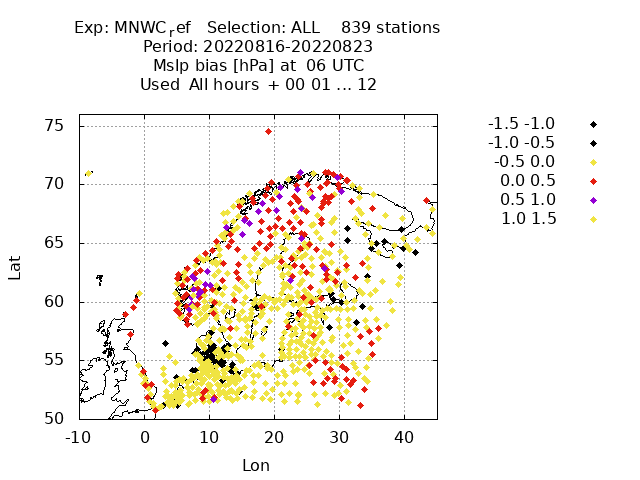 Exp: MNWCref Selection: ALL 839 stations
Period: 20220816-20220823
Mslp bias [hPa] at 06 UTC
Used All hours + 00 01 ... 12
-1.5 -1.0
-1.0 -0.5
-0.5 0.0
0.0 0.5
0.5 1.0
1.0 1.5
75
70
65
60
55
50
Lat
-10 0 10 20 30 40
Lon